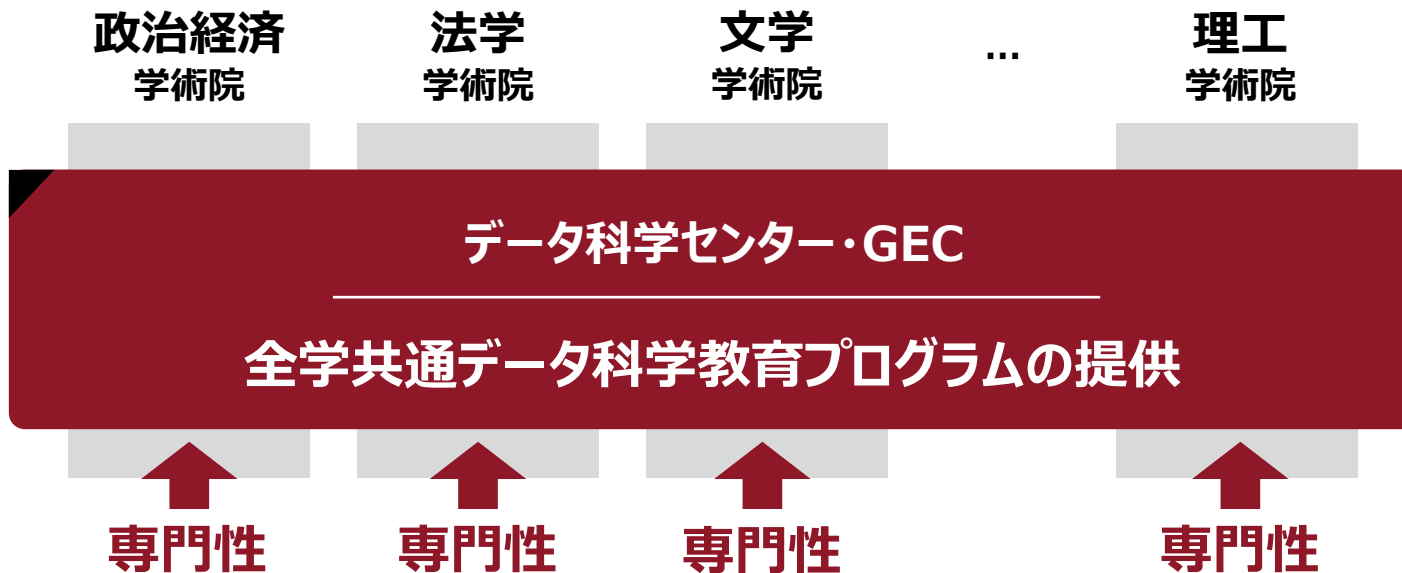 政治経済
学術院
法学
学術院
文学
学術院
...
理工
学術院
データ科学センター・GEC
全学共通データ科学教育プログラムの提供
専門性
専門性
専門性
専門性